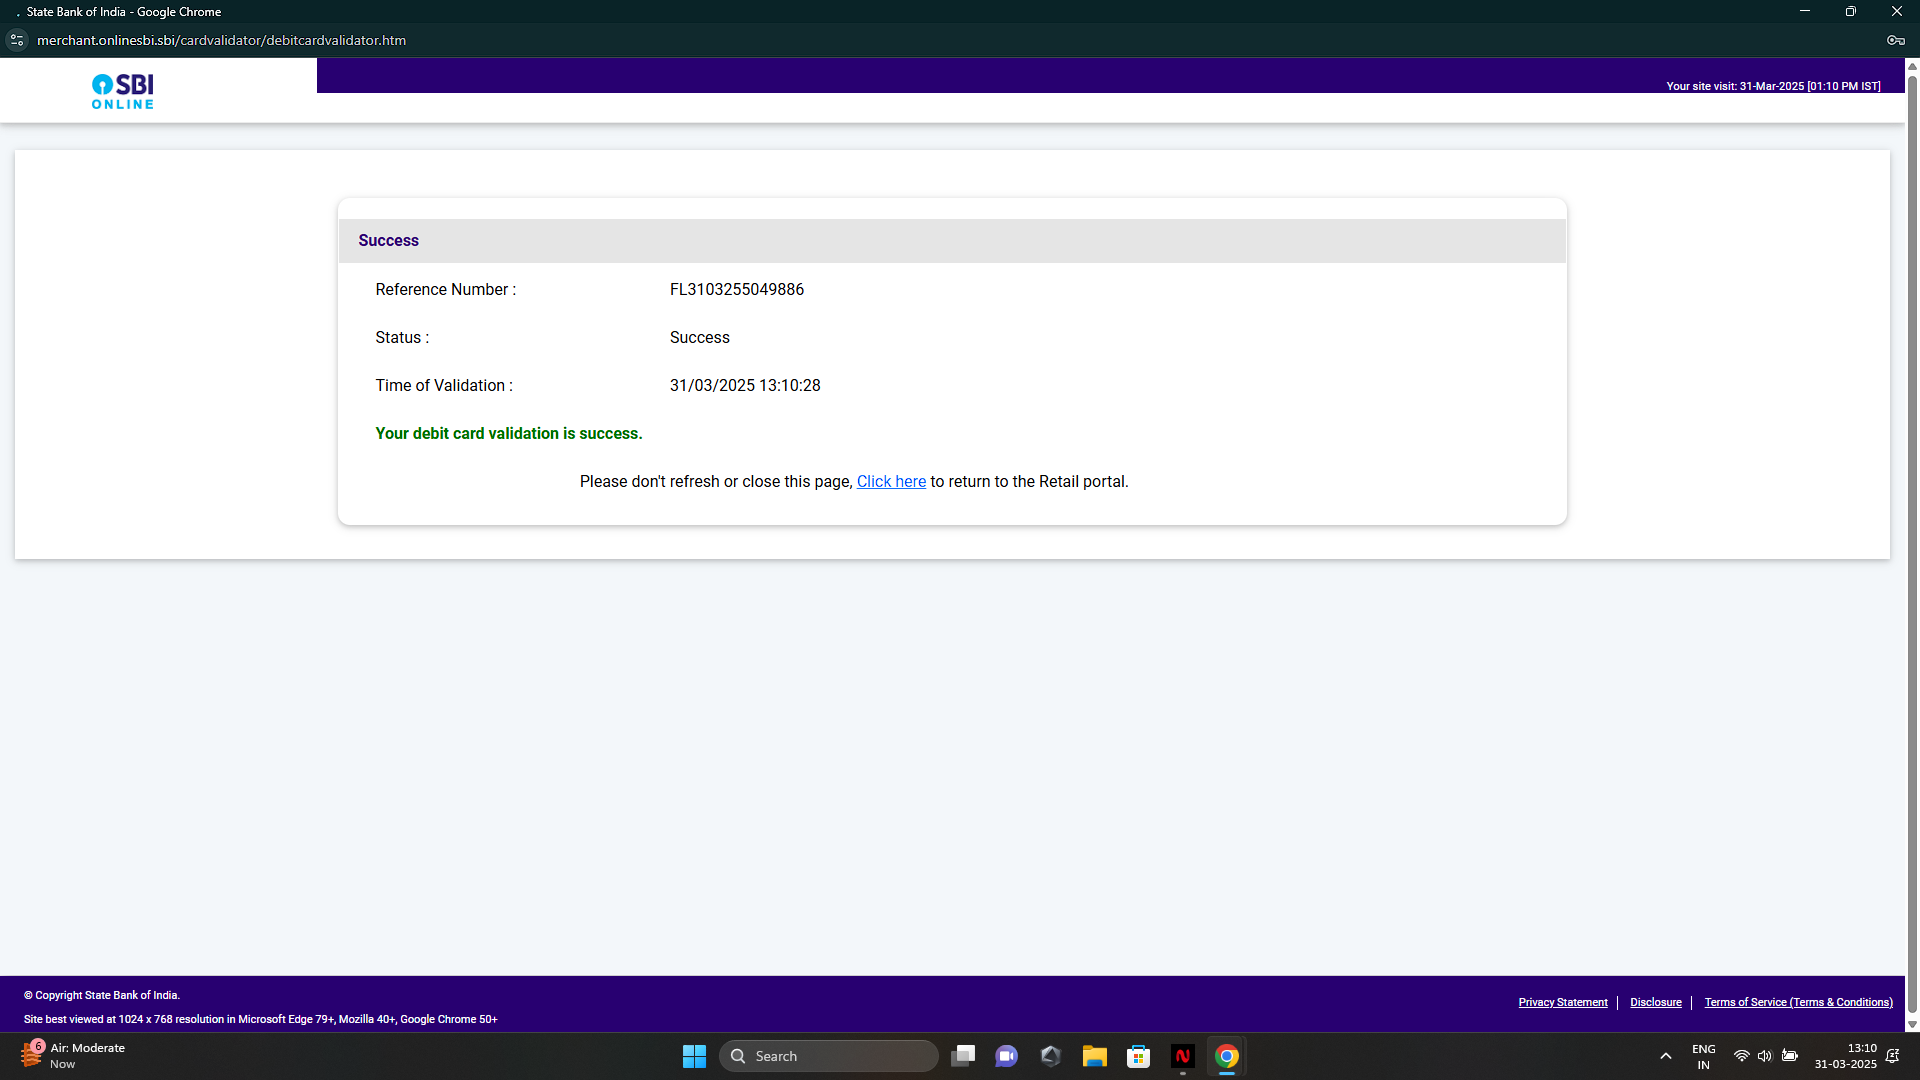 State Bank of India - Google Chrome
merchant.onlinesbi.sbi/cardvalidator/debitcardvalidator.htm
SBI
ONLINE
Your site visit: 31-Mar-2025 [01:10 PM IST]
Success
Reference Number : FL3103255049886
Status : Success
Time of Validation : 31/03/2025 13:10:28
Your debit card validation is success.
Please don't refresh or close this page, Click here to return to the Retail portal.
© Copyright State Bank of India.
Site best viewed at 1024 x 768 resolution in Microsoft Edge 79+, Mozilla 40+, Google Chrome 50+
Privacy Statement | Disclosure | Terms of Service (Terms & Conditions)
6
Air: Moderate
Now
Search
N
ENG
IN
13:10
31-03-2025